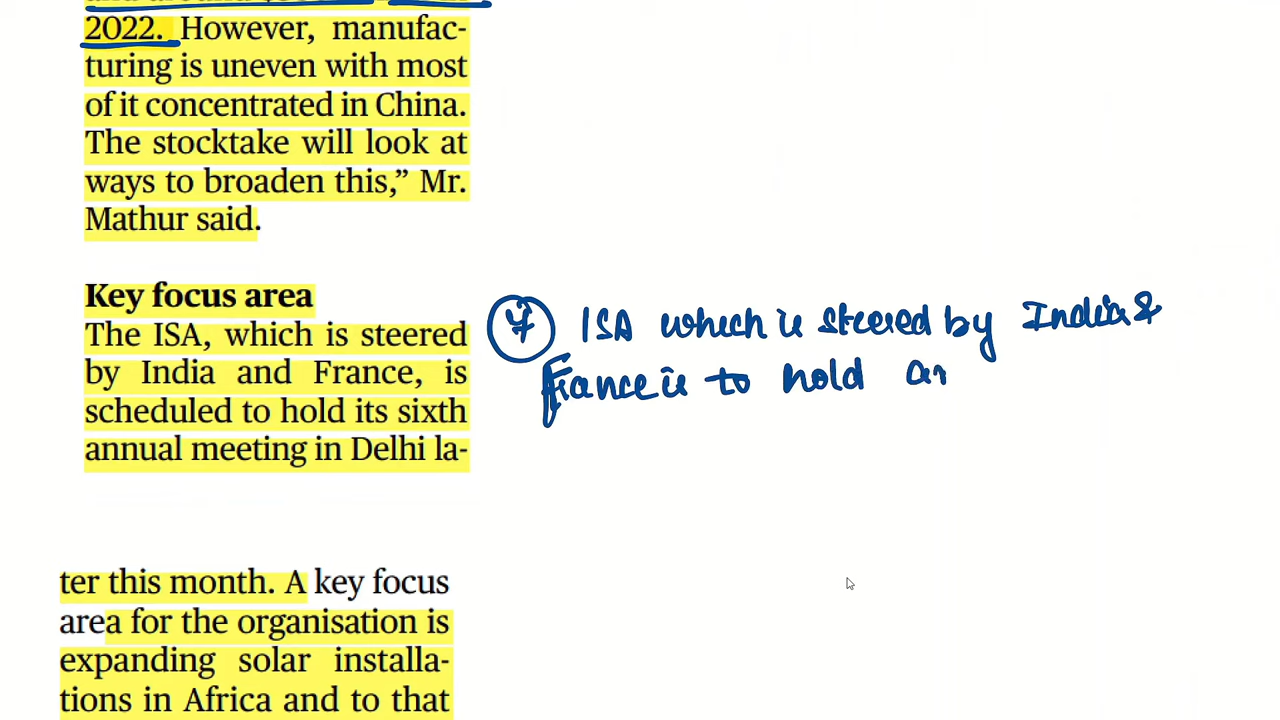 2022. However, manufac-
turing is uneven with most
of it concentrated in China.
The stocktake will look at
ways to broaden this,” Mr.
Mathur said.
Key focus area
The ISA, which is steered
by India and France, is
scheduled to hold its sixth
annual meeting in Delhi la-
7 ISA which is steered by India &
France is to hold an
ter this month. A key focus
area for the organisation is
expanding solar installa-
tions in Africa and to that